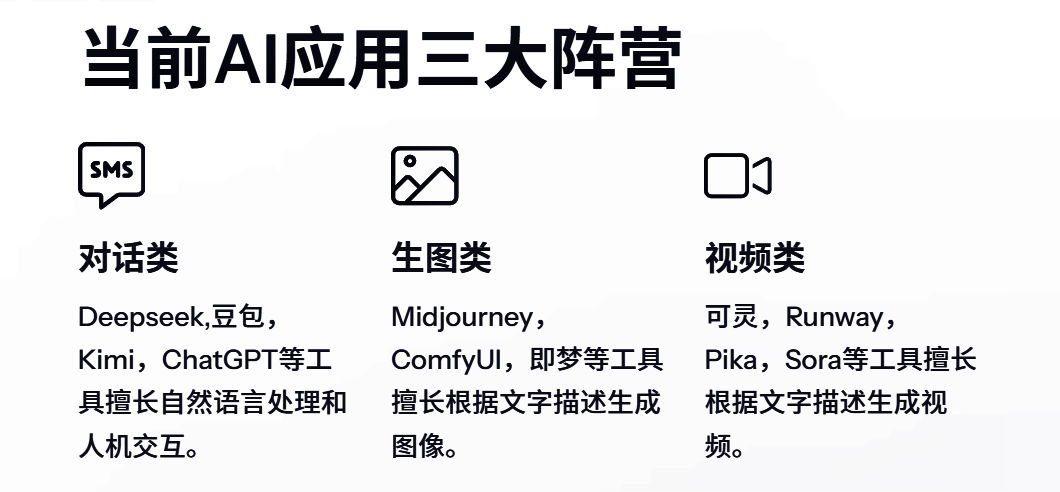 当前AI应用三大阵营
SMS
对话类
Deepseek,豆包，
Kimi，ChatGPT等工
具擅长自然语言处理和
人机交互。
生图类
Midjourney，
ComfyUI，即梦等工具
擅长根据文字描述生成
图像。
视频类
可灵，Runway，
Pika，Sora等工具擅长
根据文字描述生成视
频。